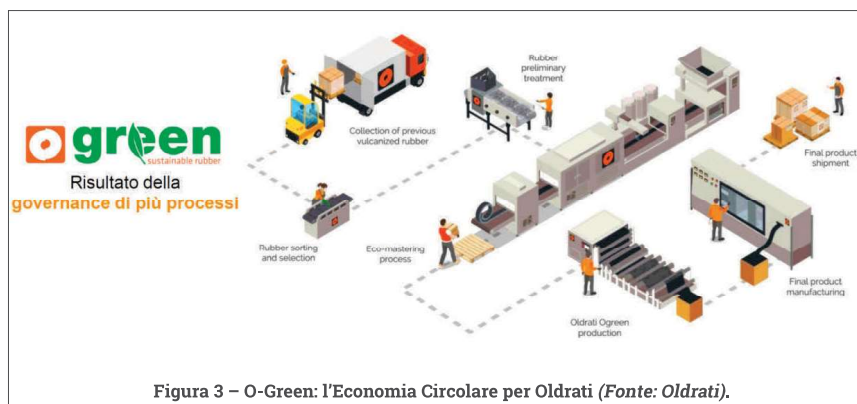 ogreen
sustainable rubber
Risultato della
governance di più processi
Collection of previous
vulcanized rubber
Rubber
preliminary
treatment
Final product
shipment
Rubber sorting
and selection
Eco-mastering
process
Oldrati Ogreen
production
Final product
manufacturing
Figura 3 – O-Green: l'Economia Circolare per Oldrati (Fonte: Oldrati).